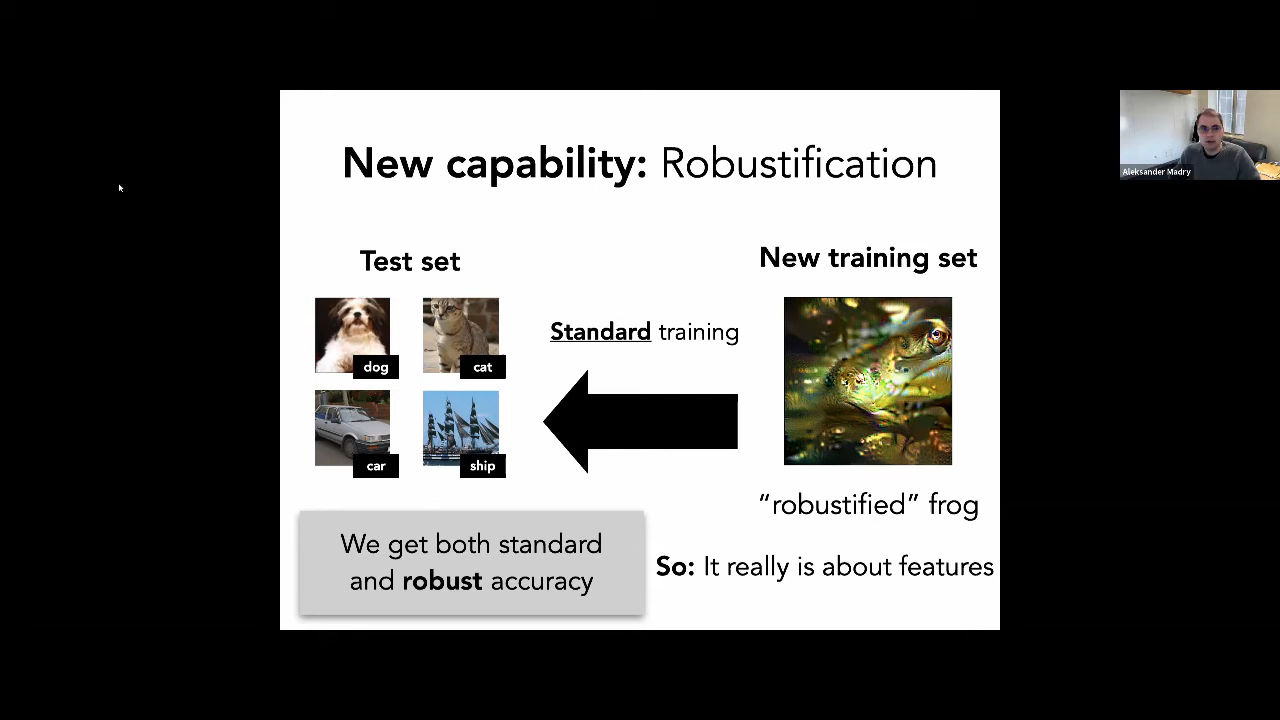 New capability: Robustification
Test set
New training set
Standard training
dog
cat
car
ship
"robustified" frog
We get both standard
and robust accuracy
So: It really is about features
Aleksander Madry